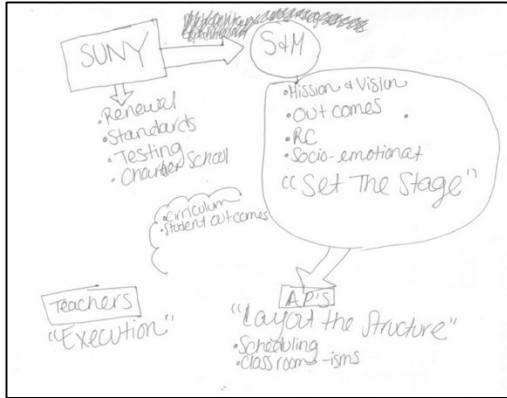 SUNY
S&M
• Renewal
• Standards
• Testing
• Charter School
• Mission & Vision
• Outcomes
• RC
• Socio-emotional
"Set The Stage"
• Cirriculum
• Student outcomes
Teachers
"Execution"
AP's
"Layout the Structure"
• Scheduling
• Classroom-isms